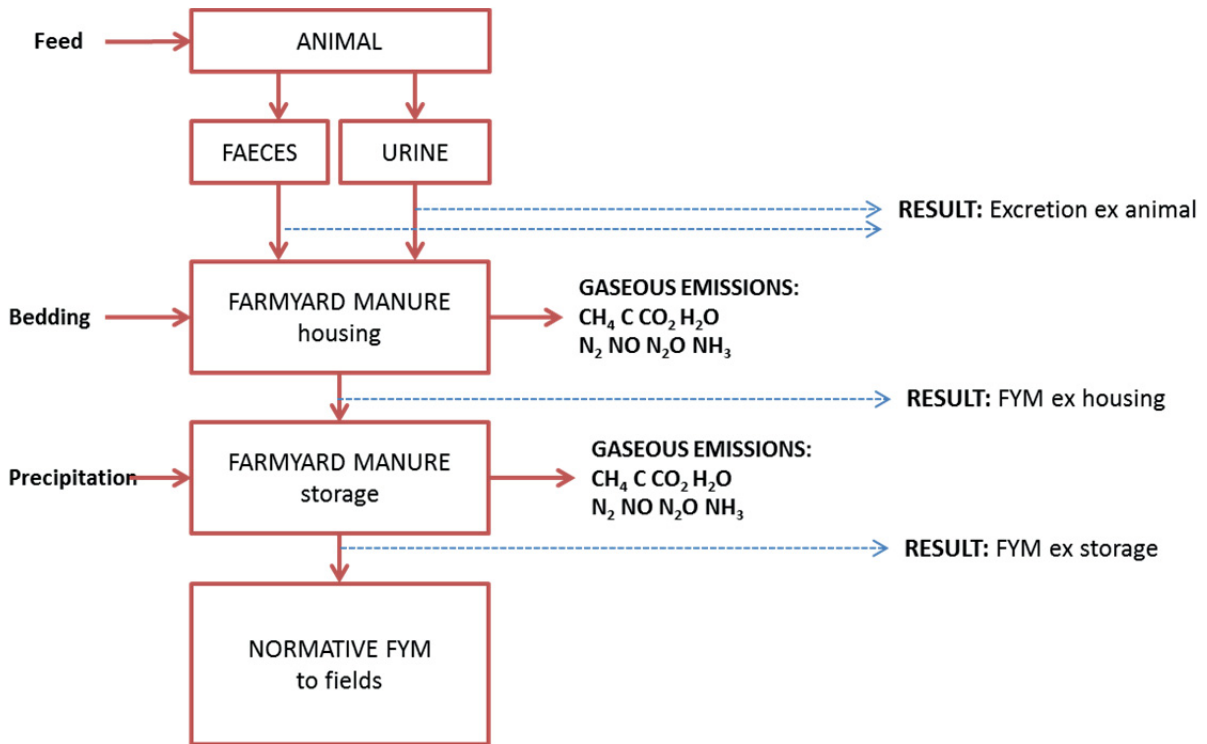 Feed
ANIMAL
FAECES
URINE
RESULT: Excretion ex animal
Bedding
FARMYARD MANURE
housing
GASEOUS EMISSIONS:
CH₄ C CO₂ H₂O
N₂ NO N₂O NH₃
RESULT: FYM ex housing
Precipitation
FARMYARD MANURE
storage
GASEOUS EMISSIONS:
CH₄ C CO₂ H₂O
N₂ NO N₂O NH₃
RESULT: FYM ex storage
NORMATIVE FYM
to fields